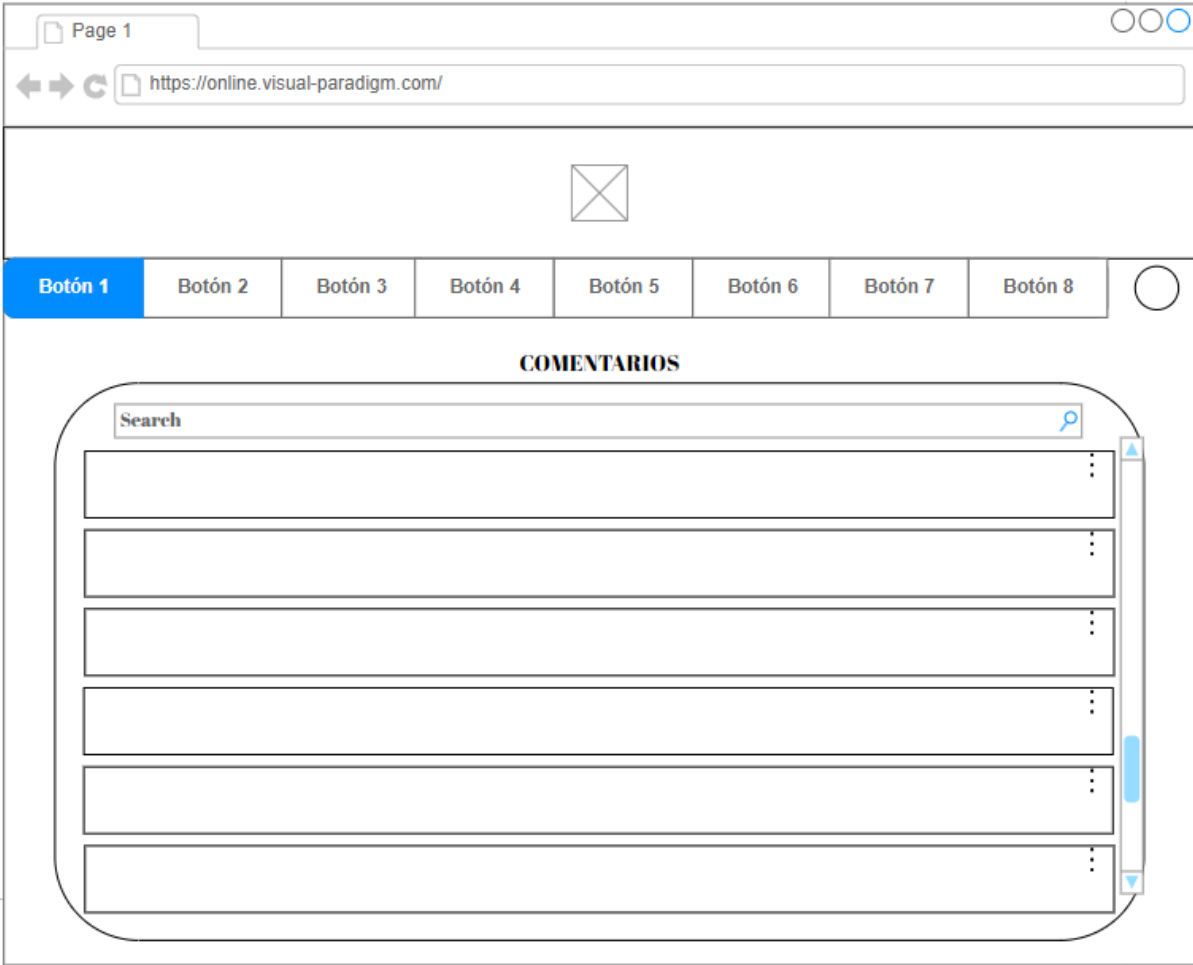 Page 1
https://online.visual-paradigm.com/
Botón 1 Botón 2 Botón 3 Botón 4 Botón 5 Botón 6 Botón 7 Botón 8
COMENTARIOS
Search